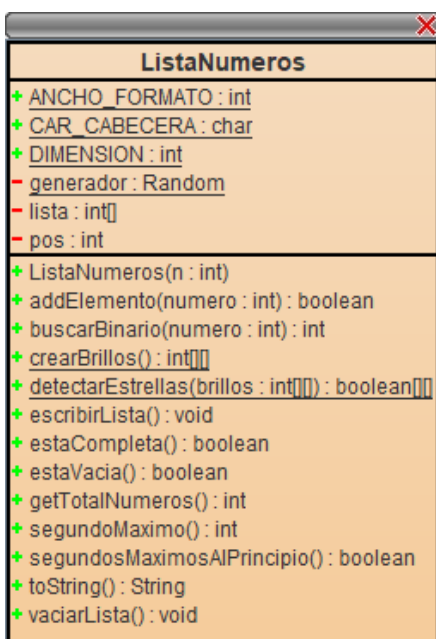 ListaNumeros
+ ANCHO_FORMATO : int
+ CAR_CABECERA : char
+ DIMENSION : int
- generador : Random
- lista : int[]
- pos : int
+ ListaNumeros(n : int)
+ addElemento(numero : int) : boolean
+ buscarBinario(numero : int) : int
+ crearBrillos() : int[][]
+ detectarEstrellas(brillos : int[][]) : boolean[][]
+ escribirLista() : void
+ estaCompleta() : boolean
+ estaVacia() : boolean
+ getTotalNumeros() : int
+ segundoMaximo() : int
+ segundosMaximosAlPrincipio() : boolean
+ toString() : String
+ vaciarLista() : void